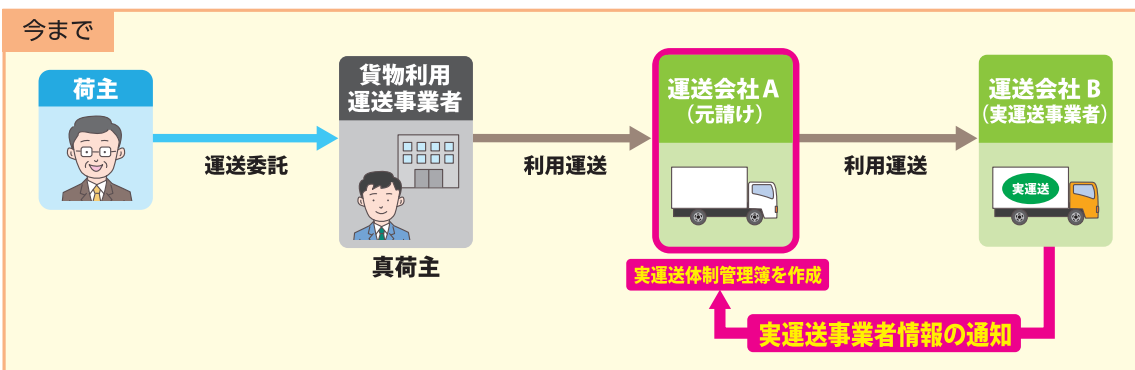 今まで
荷主
運送委託
貨物利用
運送事業者
真荷主
利用運送
運送会社A
（元請け）
実運送体制管理簿を作成
利用運送
運送会社 B
（実運送事業者）
実運送
実運送事業者情報の通知